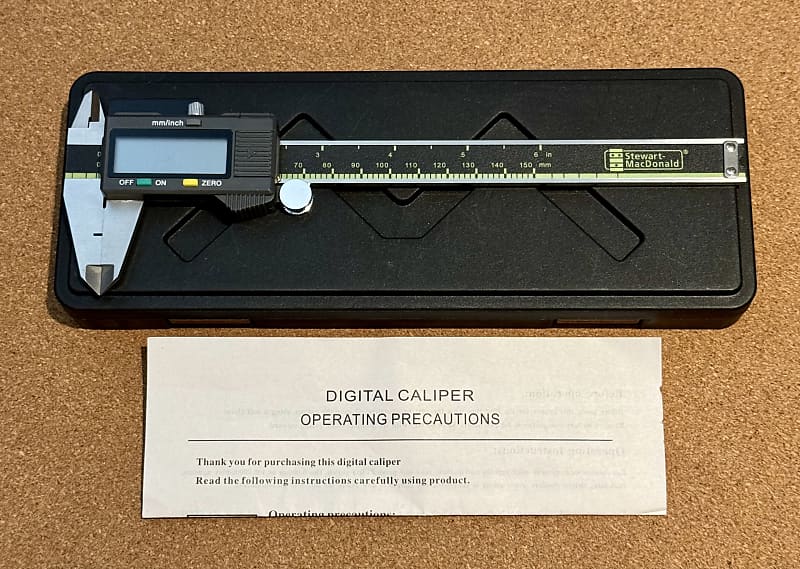 mm/inch
OFF ON ZERO
3 4 5 6 in
70 80 90 100 110 120 130 140 150 mm
Stewart-
MacDonald®
DIGITAL CALIPER
OPERATING PRECAUTIONS
Thank you for purchasing this digital caliper
Read the following instructions carefully using product.
Operating precautions: